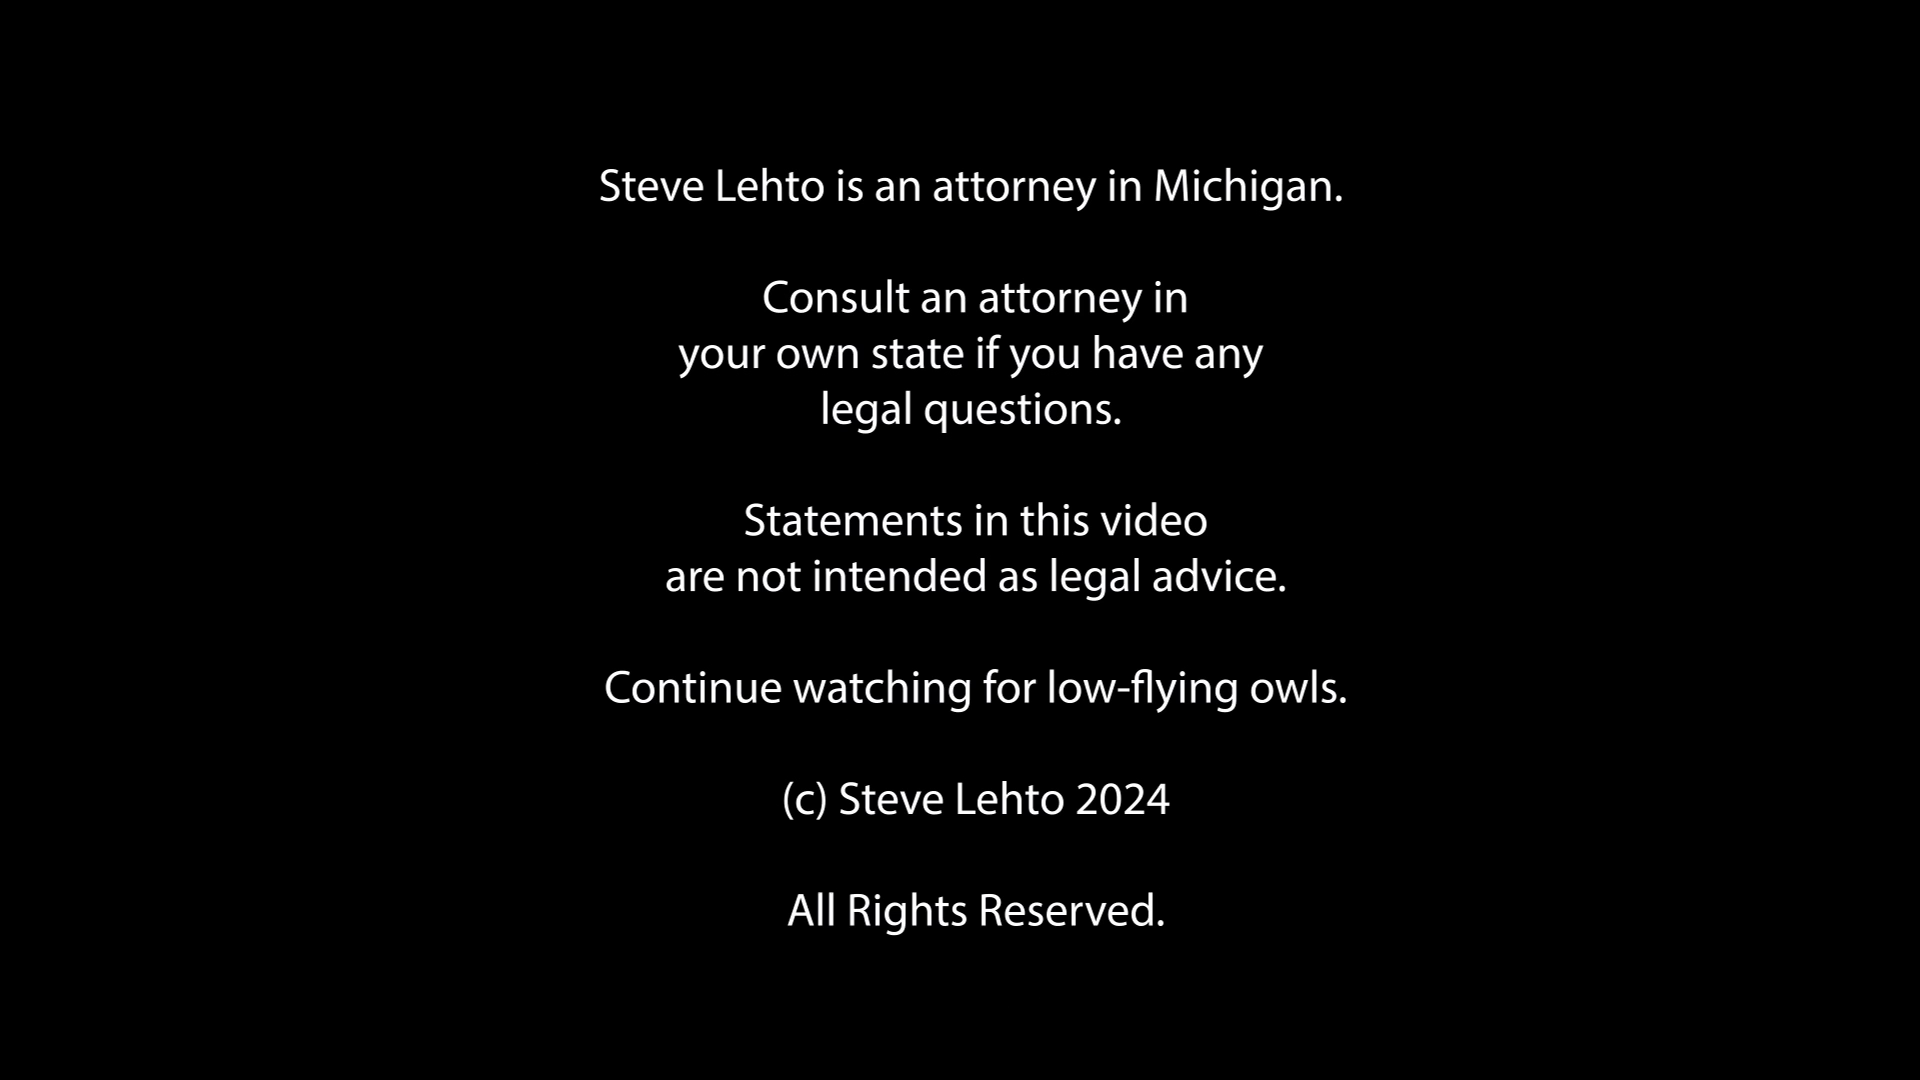 Steve Lehto is an attorney in Michigan.
Consult an attorney in
your own state if you have any
legal questions.
Statements in this video
are not intended as legal advice.
Continue watching for low-flying owls.
(c) Steve Lehto 2024
All Rights Reserved.